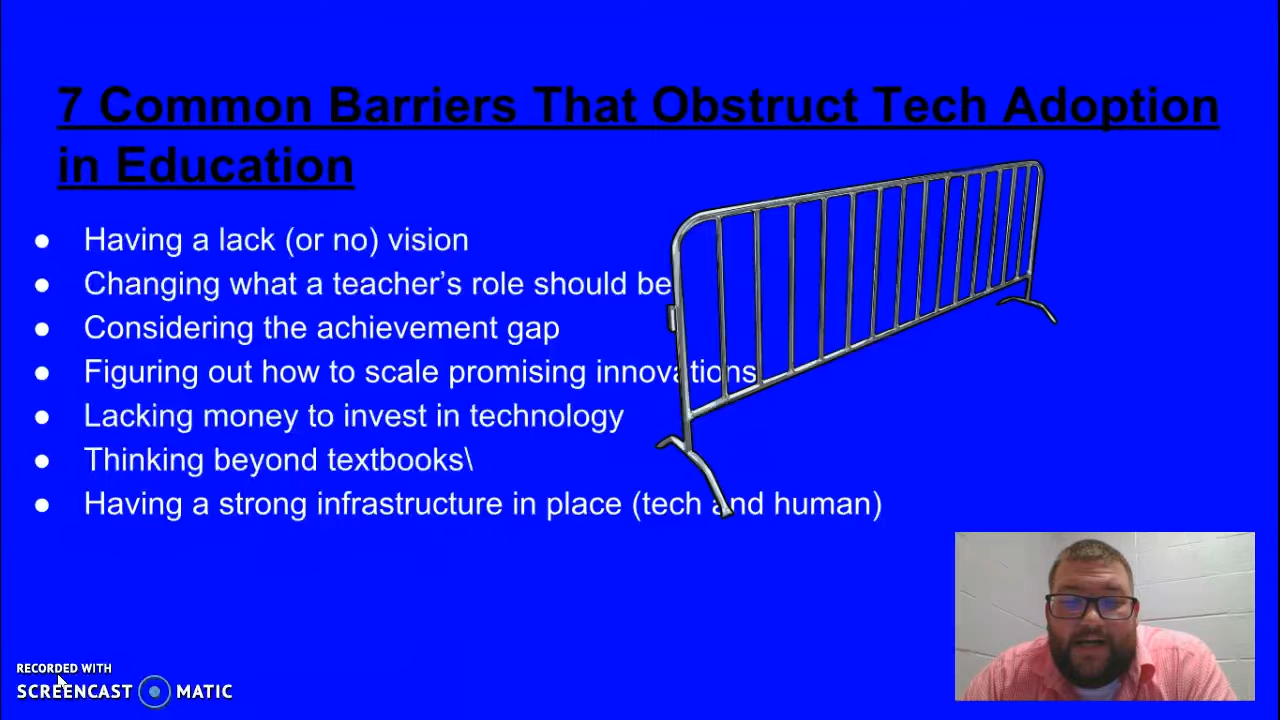 7 Common Barriers That Obstruct Tech Adoption
in Education
● Having a lack (or no) vision
● Changing what a teacher's role should be
● Considering the achievement gap
● Figuring out how to scale promising innovations
● Lacking money to invest in technology
● Thinking beyond textbooks\
● Having a strong infrastructure in place (tech and human)
RECORDED WITH
SCREENCAST MATIC